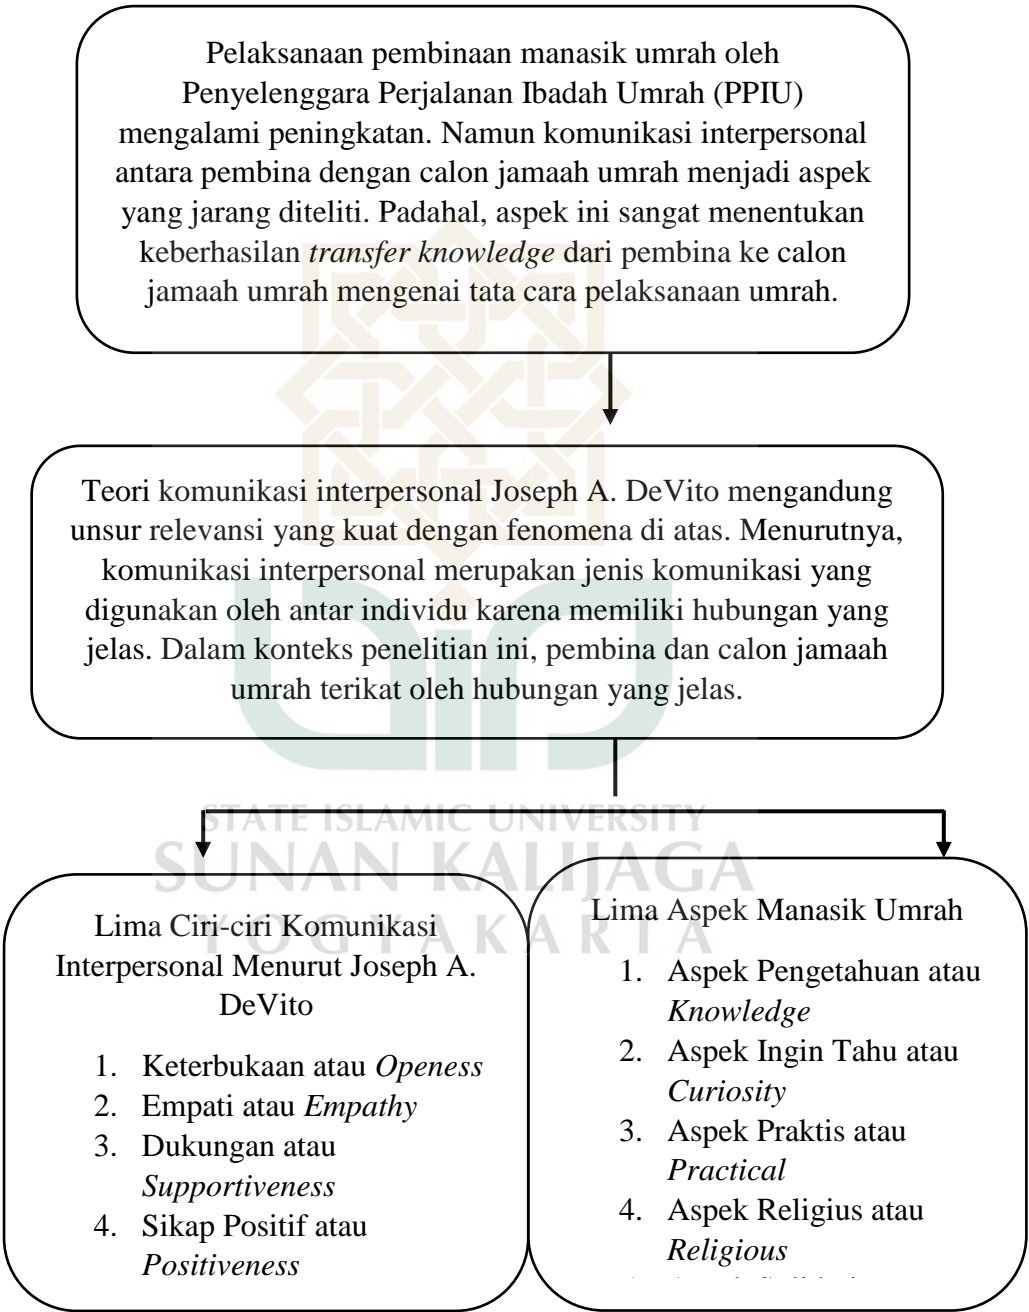 Pelaksanaan pembinaan manasik umrah oleh
Penyelenggara Perjalanan Ibadah Umrah (PPIU)
mengalami peningkatan. Namun komunikasi interpersonal
antara pembina dengan calon jamaah umrah menjadi aspek
yang jarang diteliti. Padahal, aspek ini sangat menentukan
keberhasilan transfer knowledge dari pembina ke calon
jamaah umrah mengenai tata cara pelaksanaan umrah.
Teori komunikasi interpersonal Joseph A. DeVito mengandung
unsur relevansi yang kuat dengan fenomena di atas. Menurutnya,
komunikasi interpersonal merupakan jenis komunikasi yang
digunakan oleh antar individu karena memiliki hubungan yang
jelas. Dalam konteks penelitian ini, pembina dan calon jamaah
umrah terikat oleh hubungan yang jelas.
STATE ISLAMIC UNIVERSITY
SUNAN KALIJAGA
YOGYAKARTA
Lima Ciri-ciri Komunikasi
Interpersonal Menurut Joseph A.
DeVito
1. Keterbukaan atau Openess
2. Empati atau Empathy
3. Dukungan atau
Supportiveness
4. Sikap Positif atau
Positiveness
Lima Aspek Manasik Umrah
1. Aspek Pengetahuan atau
Knowledge
2. Aspek Ingin Tahu atau
Curiosity
3. Aspek Praktis atau
Practical
4. Aspek Religius atau
Religious